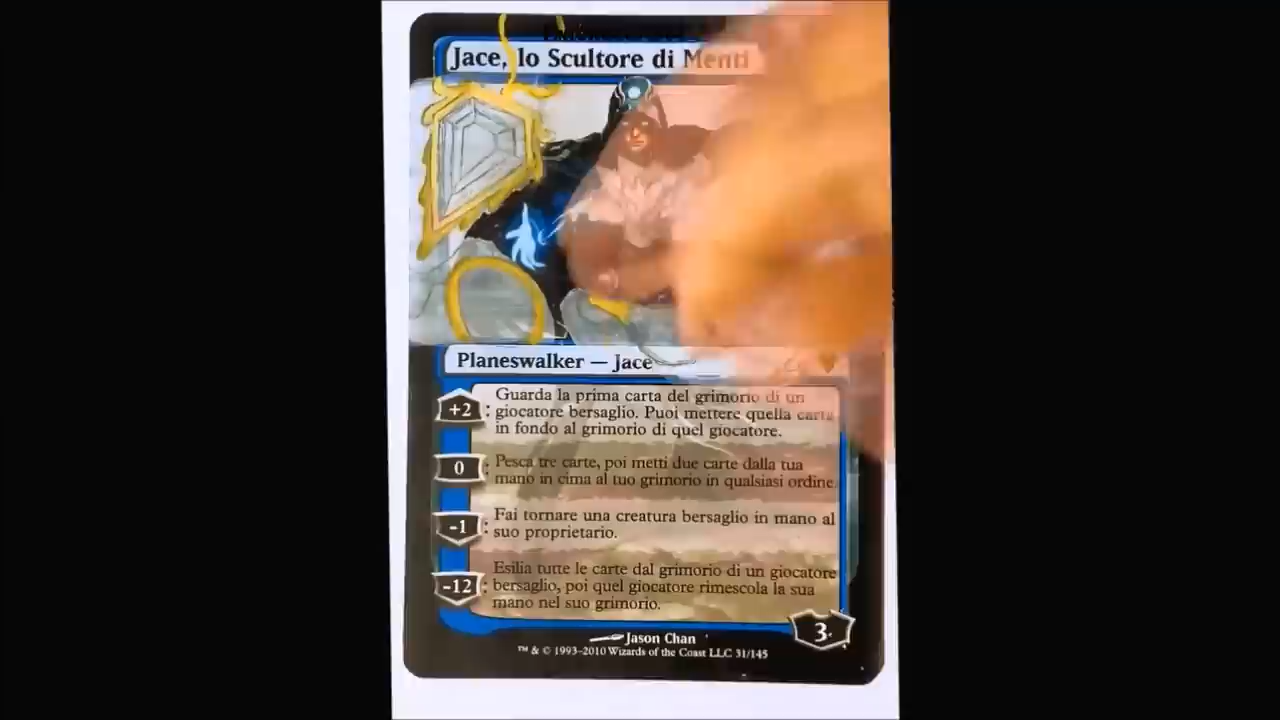 Jace, lo Scultore di Menti
Planeswalker — Jace
+2 : Guarda la prima carta del grimorio di un
giocatore bersaglio. Puoi mettere quella carta
in fondo al grimorio di quel giocatore.
0 : Pesca tre carte, poi metti due carte dalla tua
mano in cima al tuo grimorio in qualsiasi ordine.
-1 : Fai tornare una creatura bersaglio in mano al
suo proprietario.
-12 : Esilia tutte le carte dal grimorio di un giocatore
bersaglio, poi quel giocatore rimescola la sua
mano nel suo grimorio.
3
Jason Chan
™ & © 1993–2010 Wizards of the Coast LLC 31/145